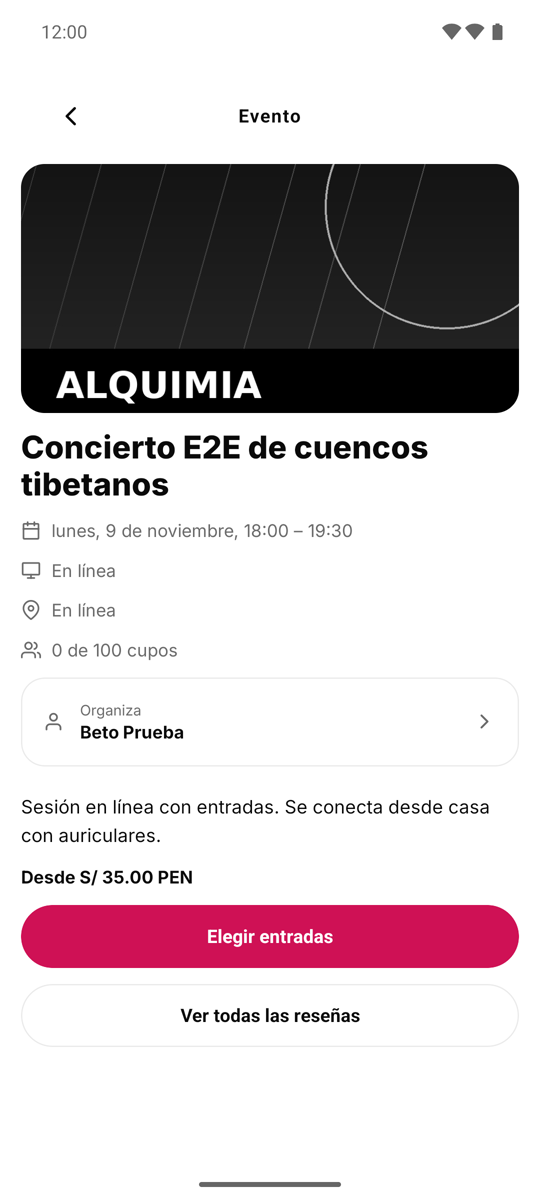 12:00
Evento
ALQUIMIA
Concierto E2E de cuencos
tibetanos
lunes, 9 de noviembre, 18:00 – 19:30
En línea
En línea
0 de 100 cupos
Organiza
Beto Prueba
Sesión en línea con entradas. Se conecta desde casa
con auriculares.
Desde S/ 35.00 PEN
Elegir entradas
Ver todas las reseñas